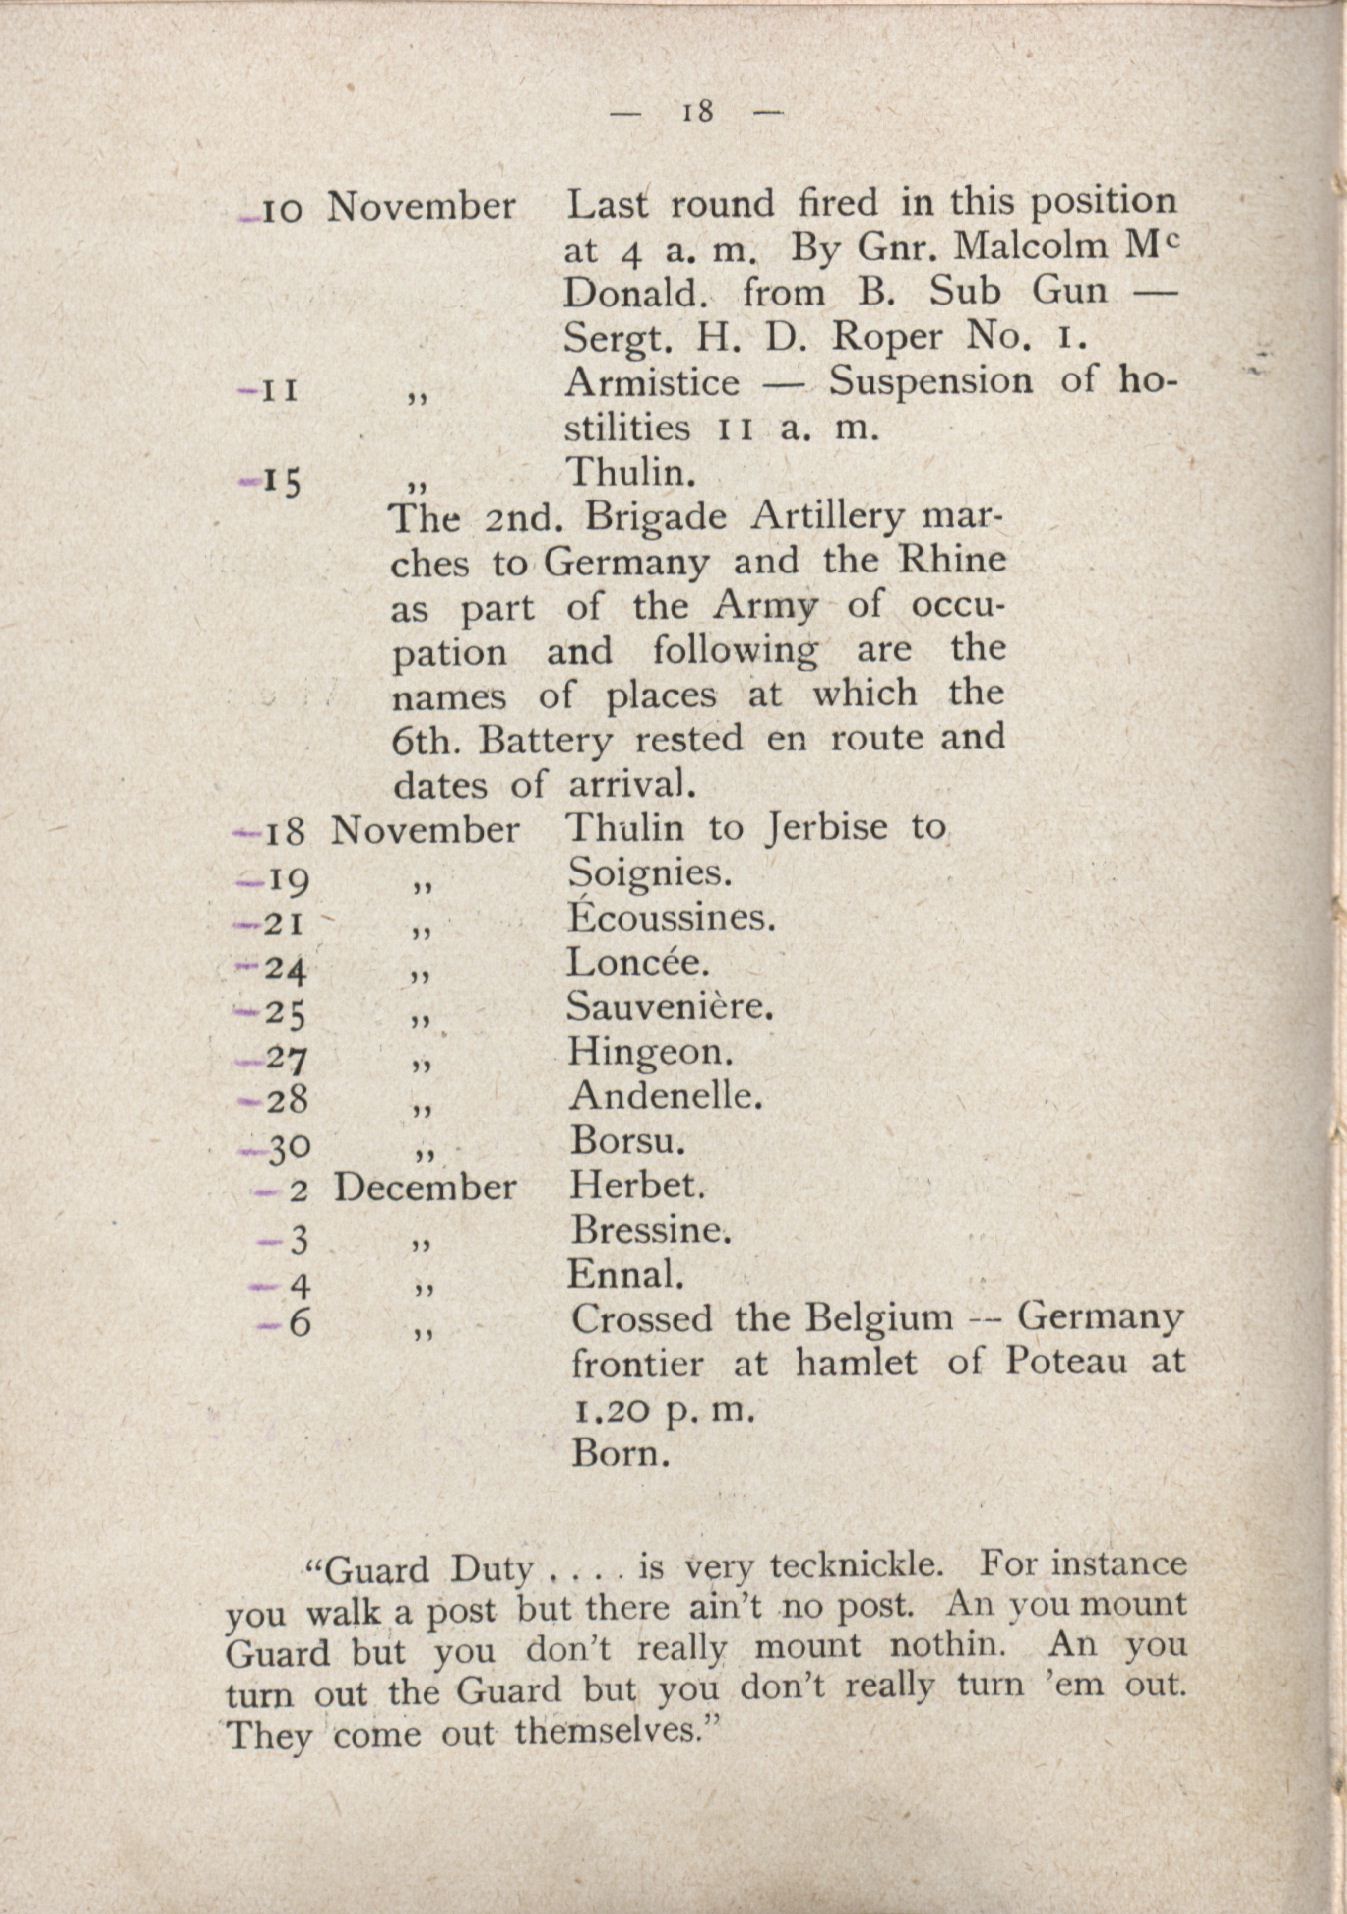 — 18 —
10 November Last round fired in this position
at 4 a. m. By Gnr. Malcolm Mc
Donald. from B. Sub Gun —
Sergt. H. D. Roper No. 1.
11 „ Armistice — Suspension of ho-
stilities 11 a. m.
15 „ Thulin.
The 2nd. Brigade Artillery mar-
ches to Germany and the Rhine
as part of the Army of occu-
pation and following are the
names of places at which the
6th. Battery rested en route and
dates of arrival.
18 November Thulin to Jerbise to
19 „ Soignies.
21 „ Écoussines.
24 „ Loncée.
25 „ Sauvenière.
27 „ Hingeon.
28 „ Andenelle.
30 „ Borsu.
2 December Herbet.
3 „ Bressine.
4 „ Ennal.
6 „ Crossed the Belgium -- Germany
frontier at hamlet of Poteau at
1.20 p. m.
Born.
“Guard Duty . . . . is very tecknickle. For instance
you walk a post but there ain’t no post. An you mount
Guard but you don’t really mount nothin. An you
turn out the Guard but you don’t really turn ’em out.
They come out themselves.”